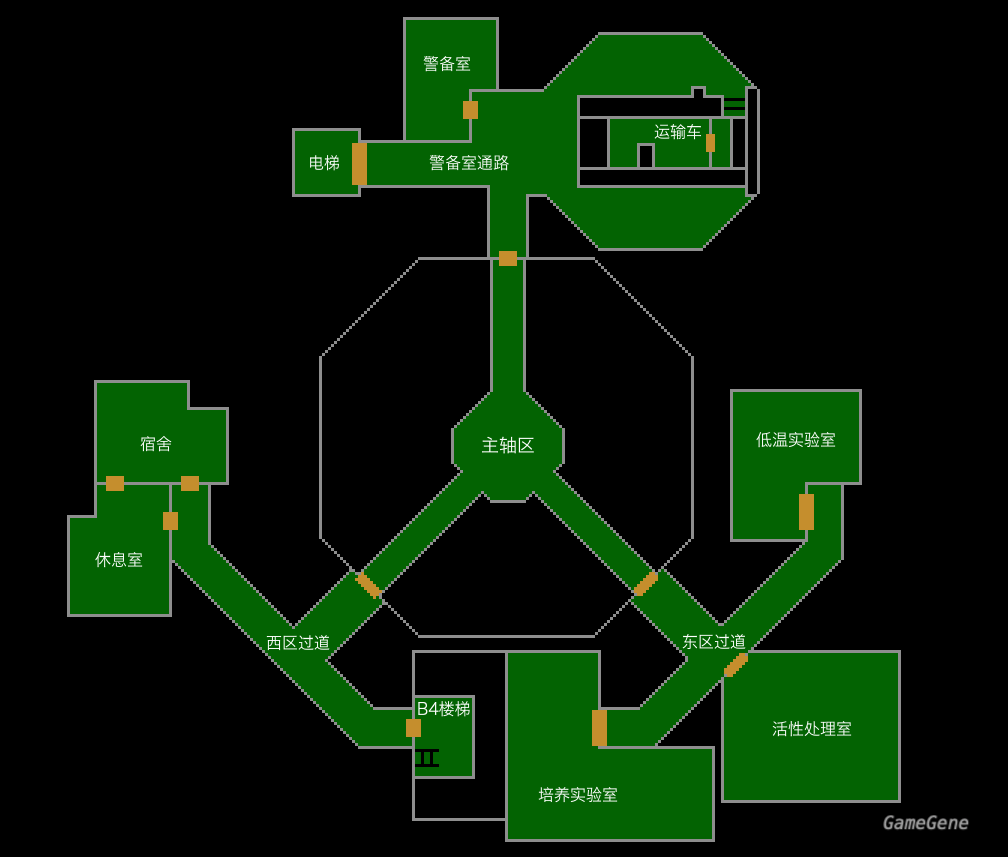 警备室
运输车
电梯
警备室通路
主轴区
低温实验室
宿舍
休息室
西区过道
东区过道
B4楼梯
活性处理室
培养实验室
GameGene